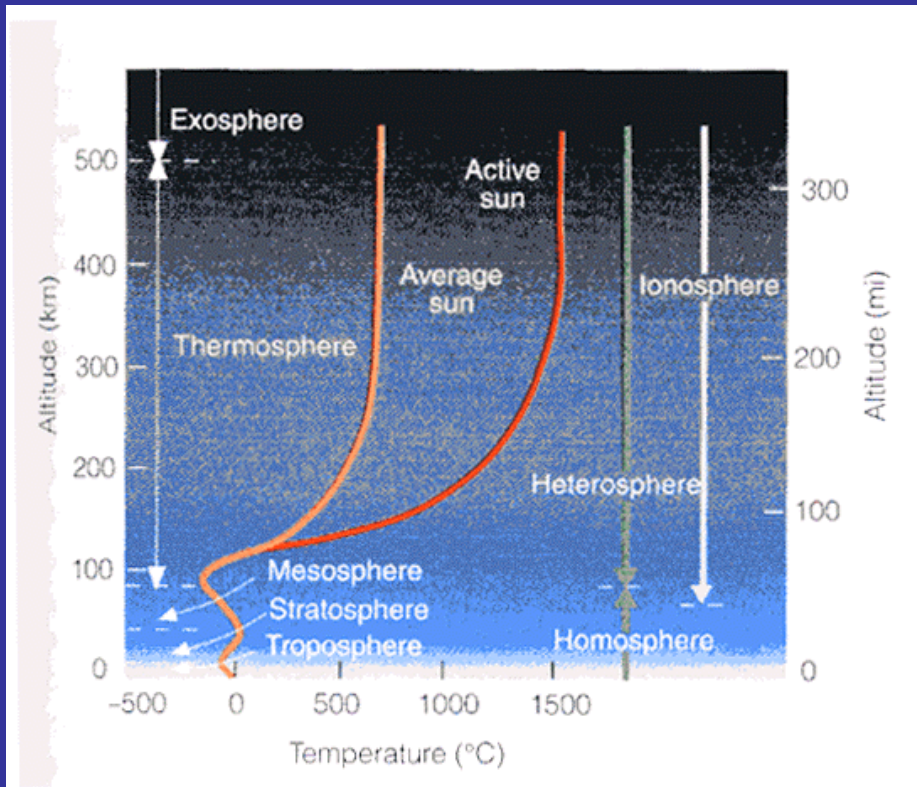 Exosphere
500
Active
sun
300
400
Average
sun
Ionosphere
Altitude (km)
Altitude (mi)
Thermosphere
300
200
200
Heterosphere
100
100
Mesosphere
Stratosphere
Troposphere
Homosphere
0
0
-500
0
500
1000
1500
Temperature (°C)